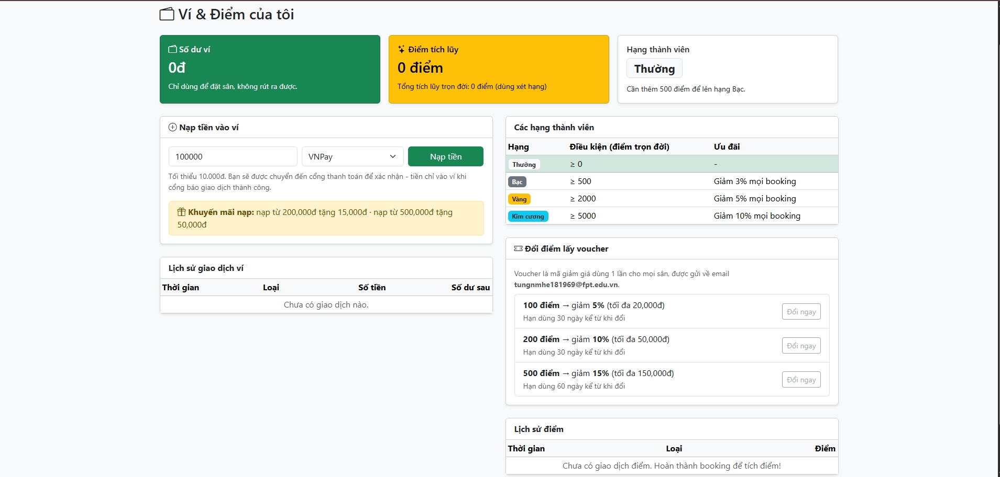 Ví & Điểm của tôi
Số dư ví
0đ
Chỉ dùng để đặt sân, không rút ra được.
Điểm tích lũy
0 điểm
Tổng tích lũy trọn đời: 0 điểm (dùng xét hạng)
Hạng thành viên
Thường
Cần thêm 500 điểm để lên hạng Bạc.
Nạp tiền vào ví
100000 VNPay Nạp tiền
Tối thiểu 10.000đ. Bạn sẽ được chuyển đến cổng thanh toán để xác nhận - tiền chỉ vào ví khi
cổng báo giao dịch thành công.
Khuyến mãi nạp: nạp từ 200,000đ tặng 15,000đ · nạp từ 500,000đ tặng
50,000đ
Lịch sử giao dịch ví
Thời gian Loại Số tiền Số dư sau
Chưa có giao dịch nào.
Các hạng thành viên
Hạng Điều kiện (điểm trọn đời) Ưu đãi
Thường ≥ 0 -
Bạc ≥ 500 Giảm 3% mọi booking
Vàng ≥ 2000 Giảm 5% mọi booking
Kim cương ≥ 5000 Giảm 10% mọi booking
Đổi điểm lấy voucher
Voucher là mã giảm giá dùng 1 lần cho mọi sân, được gửi về email
tungnmhe181969@fpt.edu.vn.
100 điểm → giảm 5% (tối đa 20,000đ)
Hạn dùng 30 ngày kể từ khi đổi
Đổi ngay
200 điểm → giảm 10% (tối đa 50,000đ)
Hạn dùng 30 ngày kể từ khi đổi
Đổi ngay
500 điểm → giảm 15% (tối đa 150,000đ)
Hạn dùng 60 ngày kể từ khi đổi
Đổi ngay
Lịch sử điểm
Thời gian Loại Điểm
Chưa có giao dịch điểm. Hoàn thành booking để tích điểm!